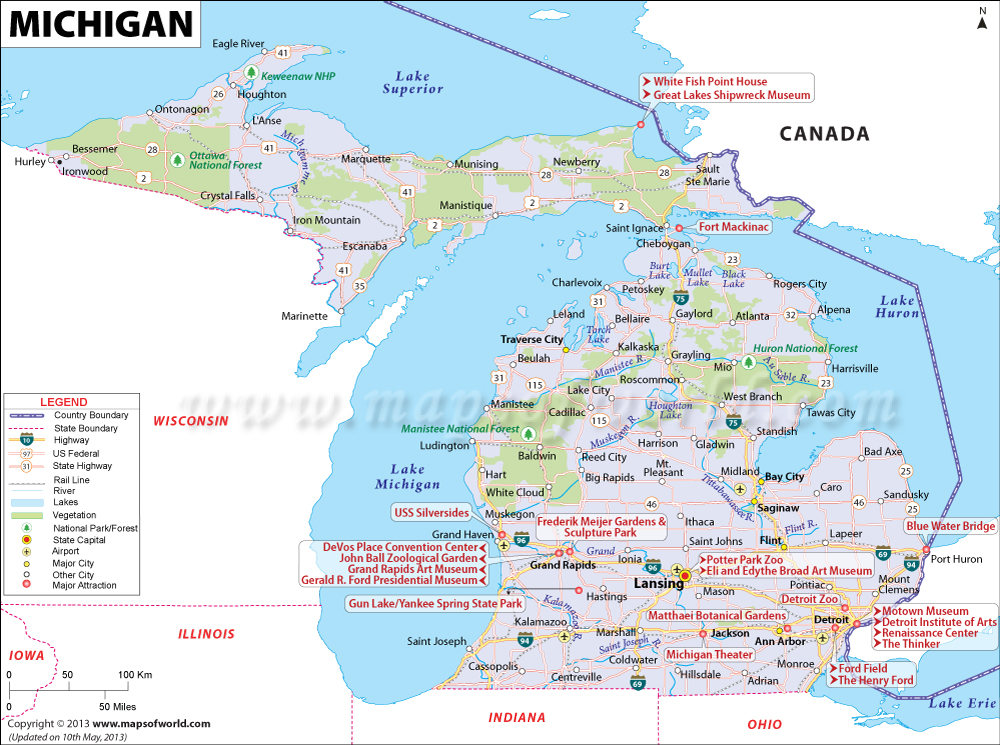 MICHIGAN
N
Eagle River
41
Keweenaw NHP
Lake
Superior
White Fish Point House
Great Lakes Shipwreck Museum
26
Houghton
Ontonagon
L'Anse
CANADA
Hurley
Bessemer
Ironwood
28
Ottawa
National Forest
2
41
Michigamme R.
Marquette
Munising
Newberry
28
28
Sault
Ste Marie
Crystal Falls
41
Manistique
2
2
Iron Mountain
Escanaba
Saint Ignace
Fort Mackinac
Cheboygan
41
35
Marinette
Charlevoix
Petoskey
Burt
Lake
Mullet
Lake
Black
Lake
23
Rogers City
75
31
Leland
Bellaire
Gaylord
Atlanta
32
Alpena
Lake
Huron
Torch
Lake
Traverse City
Beulah
Kalkaska
Grayling
Huron National Forest
Mio
Au Sable R.
Harrisville
Manistee R.
31
115
Roscommon
23
Lake City
West Branch
Manistee
Cadillac
Houghton
Lake
Tawas City
115
75
www.mapsofworld.com
Manistee National Forest
Muskegon R.
Standish
Ludington
Harrison
Gladwin
Baldwin
Reed City
Bad Axe
Lake
Michigan
Hart
Big Rapids
Mt.
Pleasant
Midland
Bay City
25
White Cloud
Tittabawassee R.
Caro
Sandusky
46
Saginaw
46
25
Muskegon
USS Silversides
Frederik Meijer Gardens &
Sculpture Park
Ithaca
Flint R.
Blue Water Bridge
Grand Haven
96
Saint Johns
Flint
Lapeer
69
Port Huron
DeVos Place Convention Center
John Ball Zoological Garden
Grand Rapids Art Museum
Gerald R. Ford Presidential Museum
Grand Rapids
Grand
Ionia
96
Potter Park Zoo
Eli and Edythe Broad Art Museum
94
Mount
Clemens
Lansing
Pontiac
Gun Lake/Yankee Spring State Park
Hastings
Mason
Detroit Zoo
Kalamazoo R.
Matthaei Botanical Gardens
Motown Museum
Detroit Institute of Arts
Renaissance Center
The Thinker
Kalamazoo
Marshall
Jackson
Ann Arbor
Detroit
Saint Joseph
94
Saint Joseph R.
Michigan Theater
Cassopolis
Coldwater
Monroe
Ford Field
The Henry Ford
Centreville
69
Hillsdale
Adrian
Lake Erie
WISCONSIN
ILLINOIS
IOWA
INDIANA
OHIO
LEGEND
Country Boundary
State Boundary
10
Highway
97
US Federal
31
State Highway
Rail Line
River
Lakes
Vegetation
National Park/Forest
State Capital
Airport
Major City
Other City
Major Attraction
0 50 100 Km
0 50 Miles
Copyright © 2013 www.mapsofworld.com
(Updated on 10th May, 2013)